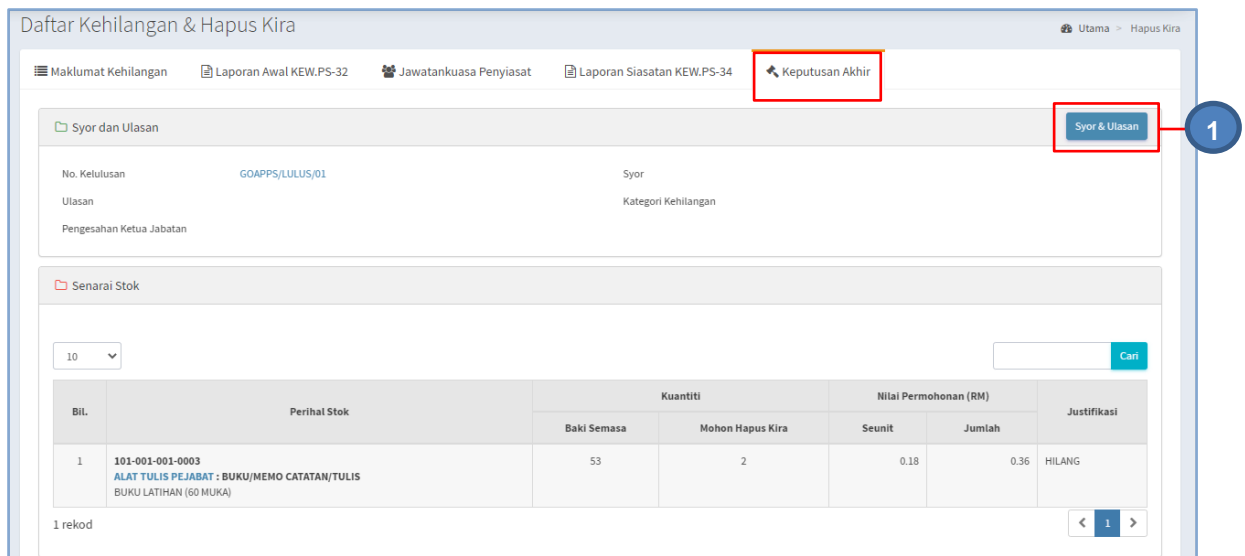 Daftar Kehilangan & Hapus Kira
Utama > Hapus Kira
Maklumat Kehilangan Laporan Awal KEW.PS-32 Jawatankuasa Penyiasat Laporan Siasatan KEW.PS-34 Keputusan Akhir
Syor dan Ulasan
Syor & Ulasan
1
No. Kelulusan GOAPPS/LULUS/01 Syor
Ulasan Kategori Kehilangan
Pengesahan Ketua Jabatan
Senarai Stok
10
Cari
Bil. Perihal Stok Kuantiti Nilai Permohonan (RM) Justifikasi
Baki Semasa Mohon Hapus Kira Seunit Jumlah
1 101-001-001-0003 53 2 0.18 0.36 HILANG
ALAT TULIS PEJABAT : BUKU/MEMO CATATAN/TULIS
BUKU LATIHAN (60 MUKA)
1 rekod
< 1 >